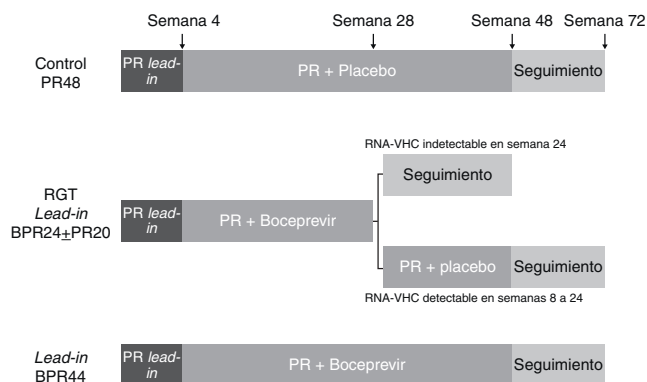 Semana 4 Semana 28 Semana 48 Semana 72
Control
PR48
PR lead-
in
PR + Placebo
Seguimiento
RNA-VHC indetectable en semana 24
Seguimiento
RGT
Lead-in
BPR24±PR20
PR lead-
in
PR + Boceprevir
PR + placebo
Seguimiento
RNA-VHC detectable en semanas 8 a 24
Lead-in
BPR44
PR lead-
in
PR + Boceprevir
Seguimiento